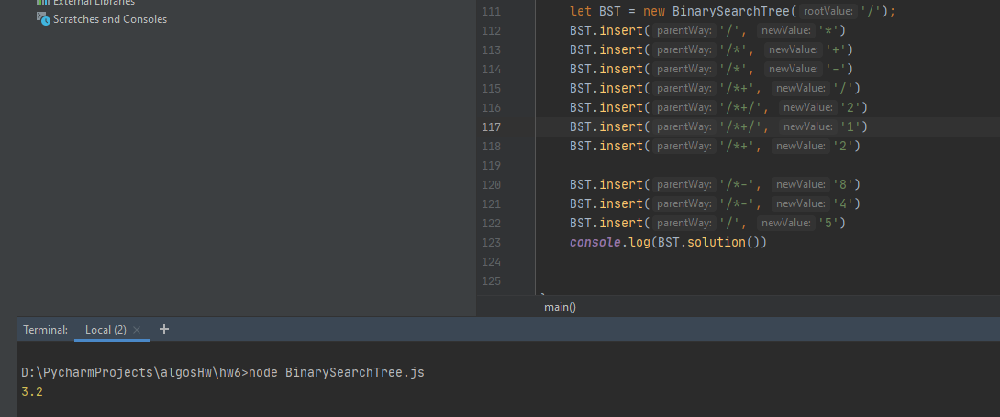 External Libraries
Scratches and Consoles
111 let BST = new BinarySearchTree( rootValue: '/');
112 BST.insert( parentWay: '/', newValue: '*')
113 BST.insert( parentWay: '/*', newValue: '+')
114 BST.insert( parentWay: '/*', newValue: '-')
115 BST.insert( parentWay: '/*+', newValue: '/')
116 BST.insert( parentWay: '/*+/', newValue: '2')
117 BST.insert( parentWay: '/*+/', newValue: '1')
118 BST.insert( parentWay: '/*+', newValue: '2')
119
120 BST.insert( parentWay: '/*-', newValue: '8')
121 BST.insert( parentWay: '/*-', newValue: '4')
122 BST.insert( parentWay: '/', newValue: '5')
123 console.log(BST.solution())
124
125
main()
Terminal: Local (2) × +
D:\PycharmProjects\algosHw\hw6>node BinarySearchTree.js
3.2